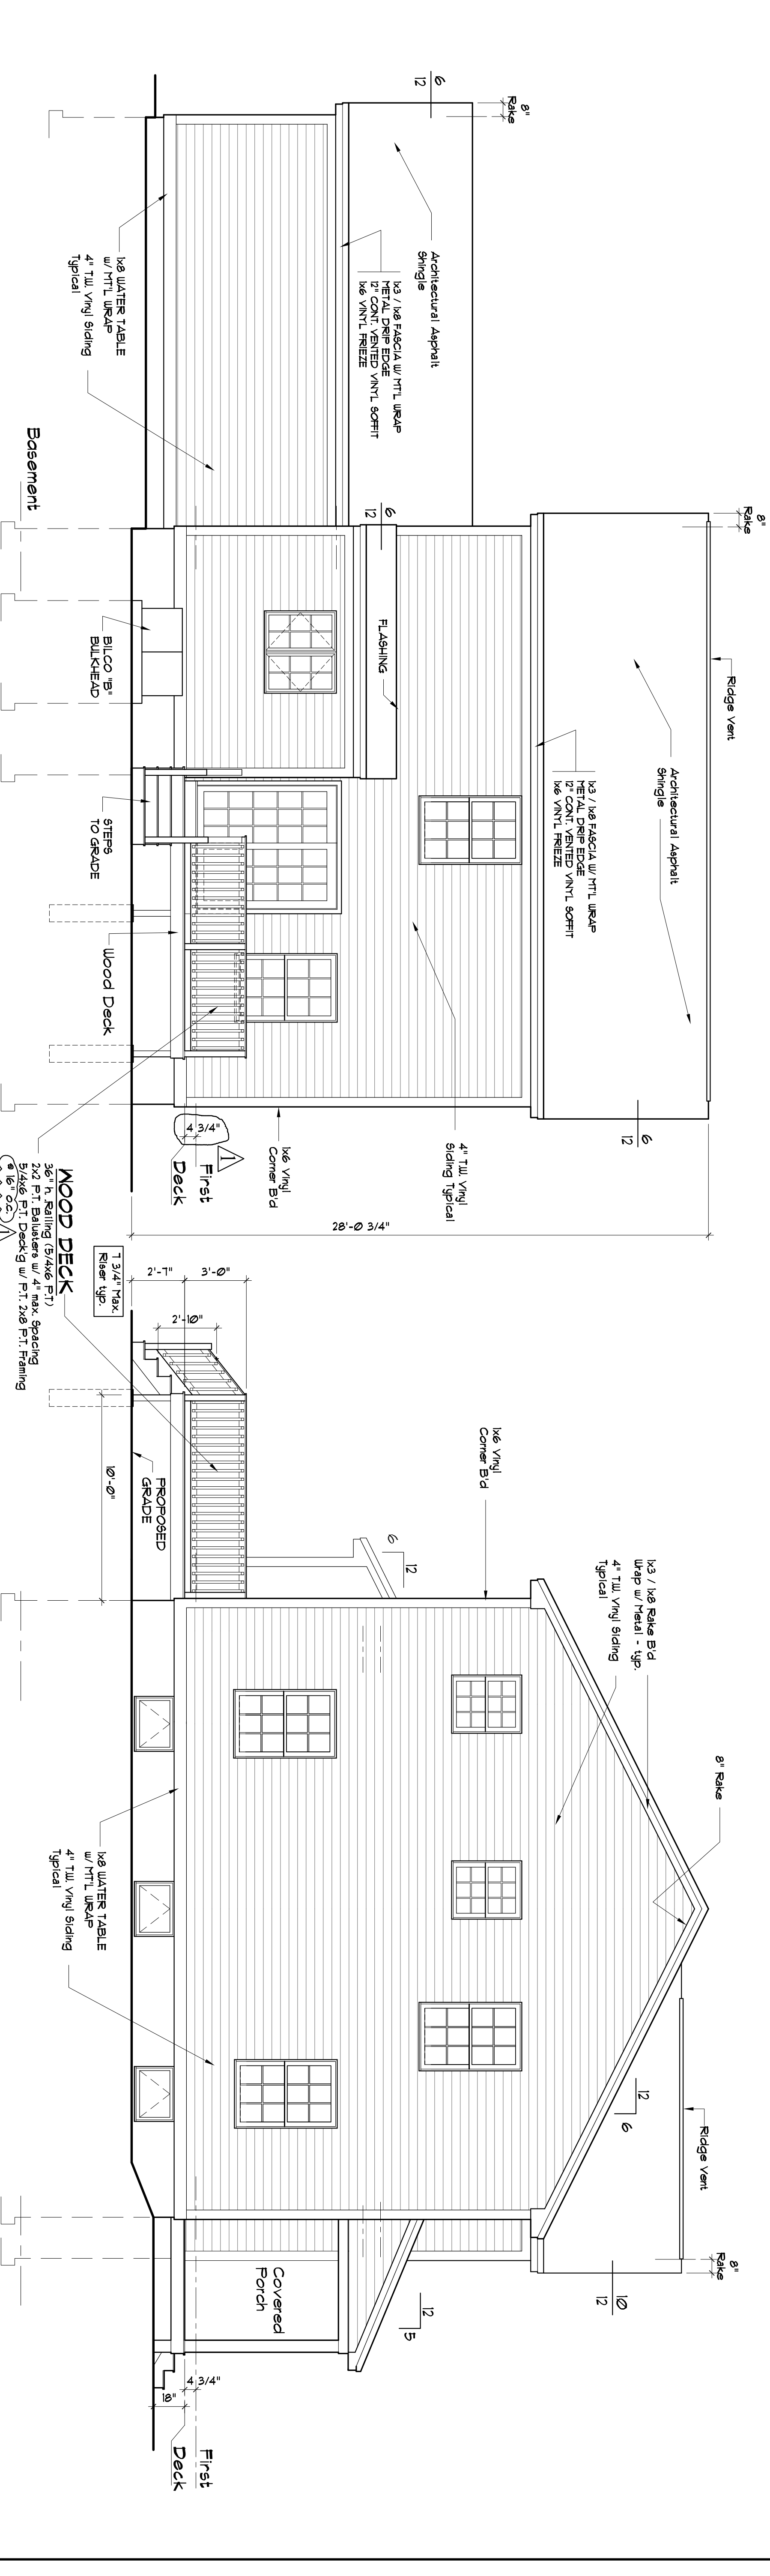 8"
Rake
6
12
Architectural Asphalt
Shingle
1x3 / 1x8 FASCIA W/ MT'L WRAP
METAL DRIP EDGE
12" CONT. VENTED VINYL SOFFIT
1x6 VINYL FRIEZE
1x8 WATER TABLE
w/ MT'L WRAP
4" T.W. Vinyl Siding
Typical
Basement
8"
Rake
Ridge Vent
Architectural Asphalt
Shingle
1x3 / 1x8 FASCIA W/ MT'L WRAP
METAL DRIP EDGE
12" CONT. VENTED VINYL SOFFIT
1x6 VINYL FRIEZE
6
12
FLASHING
BILCO "B"
BULKHEAD
STEPS
TO GRADE
Wood Deck
6
12
4" T.W. Vinyl
Siding Typical
1x6 Vinyl
Corner B'd
4 3/4"
1
First
Deck
28'-0 3/4"
WOOD DECK
36" h. Railing (5/4x6 P.T.)
2x2 P.T. Balusters w/ 4" max. Spacing
5/4x6 P.T. Deck'g w/ P.T. 2x8 P.T. Framing
@ 16" o.c.
1
7 3/4" Max.
Riser typ.
2'-7"
3'-0"
2'-10"
10'-0"
PROPOSED
GRADE
6
12
1x6 Vinyl
Corner B'd
1x3 / 1x8 Rake B'd
Wrap w/ Metal - typ.
4" T.W. Vinyl Siding
Typical
8" Rake
1x8 WATER TABLE
w/ MT'L WRAP
4" T.W. Vinyl Siding
Typical
12
6
Ridge Vent
8"
Rake
10
12
12
5
Covered
Porch
4 3/4"
18"
First
Deck